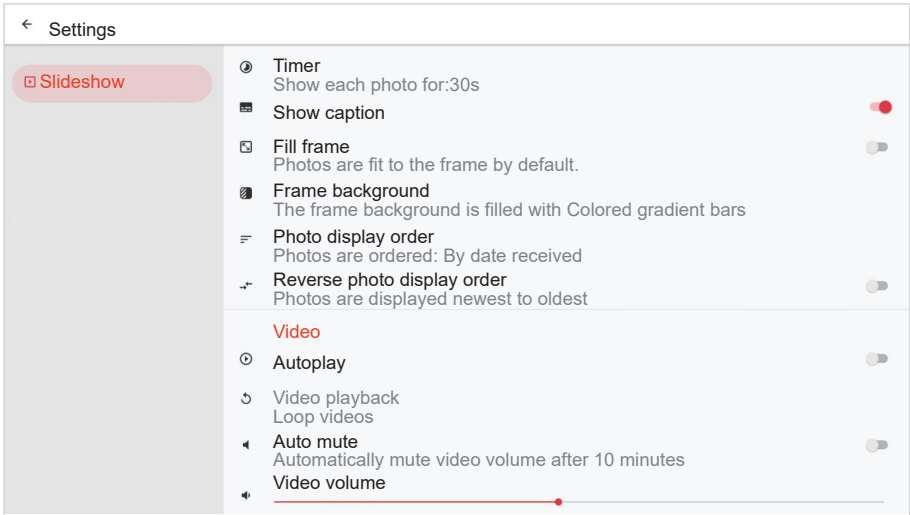 Settings
Slideshow
Timer
Show each photo for:30s
Show caption
Fill frame
Photos are fit to the frame by default.
Frame background
The frame background is filled with Colored gradient bars
Photo display order
Photos are ordered: By date received
Reverse photo display order
Photos are displayed newest to oldest
Video
Autoplay
Video playback
Loop videos
Auto mute
Automatically mute video volume after 10 minutes
Video volume